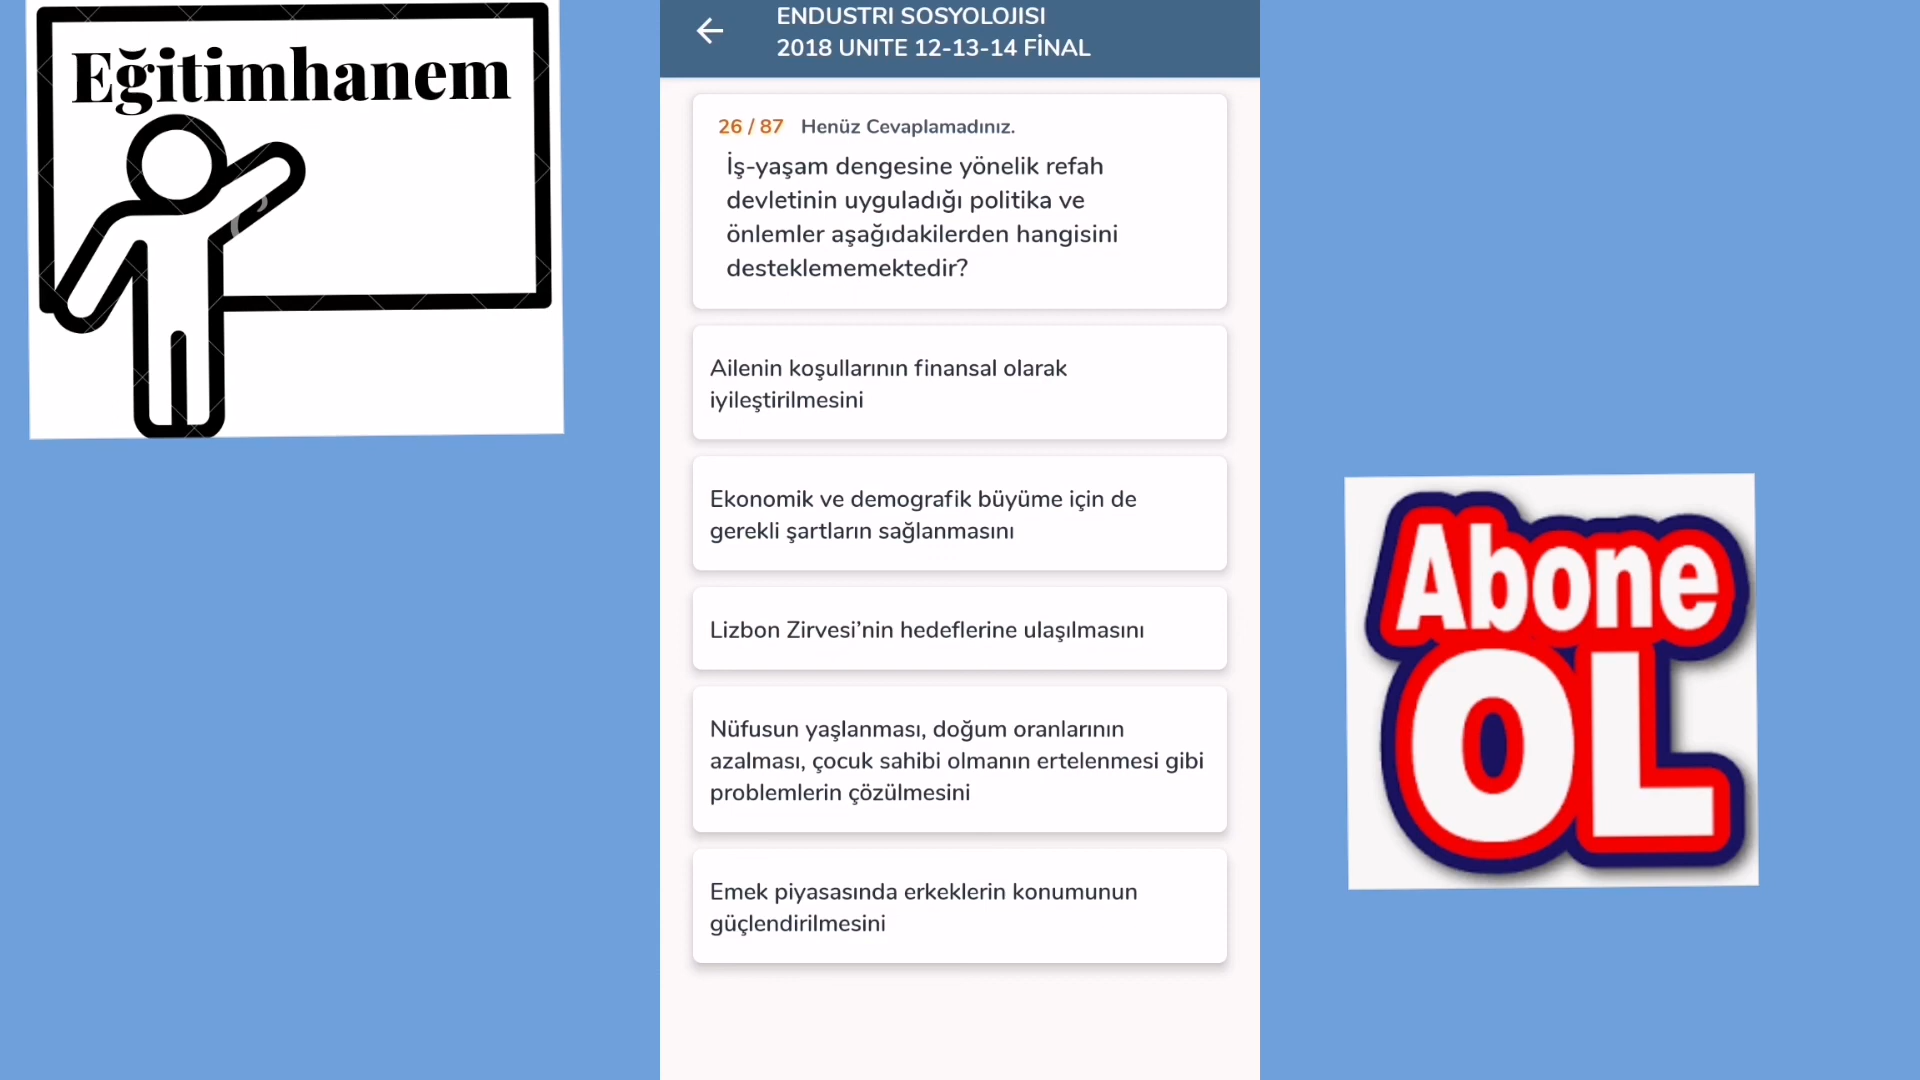 Eğitimhanem
ENDUSTRI SOSYOLOJISI
2018 UNITE 12-13-14 FİNAL
26 / 87 Henüz Cevaplamadınız.
İş-yaşam dengesine yönelik refah
devletinin uyguladığı politika ve
önlemler aşağıdakilerden hangisini
desteklememektedir?
Ailenin koşullarının finansal olarak
iyileştirilmesini
Ekonomik ve demografik büyüme için de
gerekli şartların sağlanmasını
Lizbon Zirvesi’nin hedeflerine ulaşılmasını
Nüfusun yaşlanması, doğum oranlarının
azalması, çocuk sahibi olmanın ertelenmesi gibi
problemlerin çözülmesini
Emek piyasasında erkeklerin konumunun
güçlendirilmesini
Abone
OL